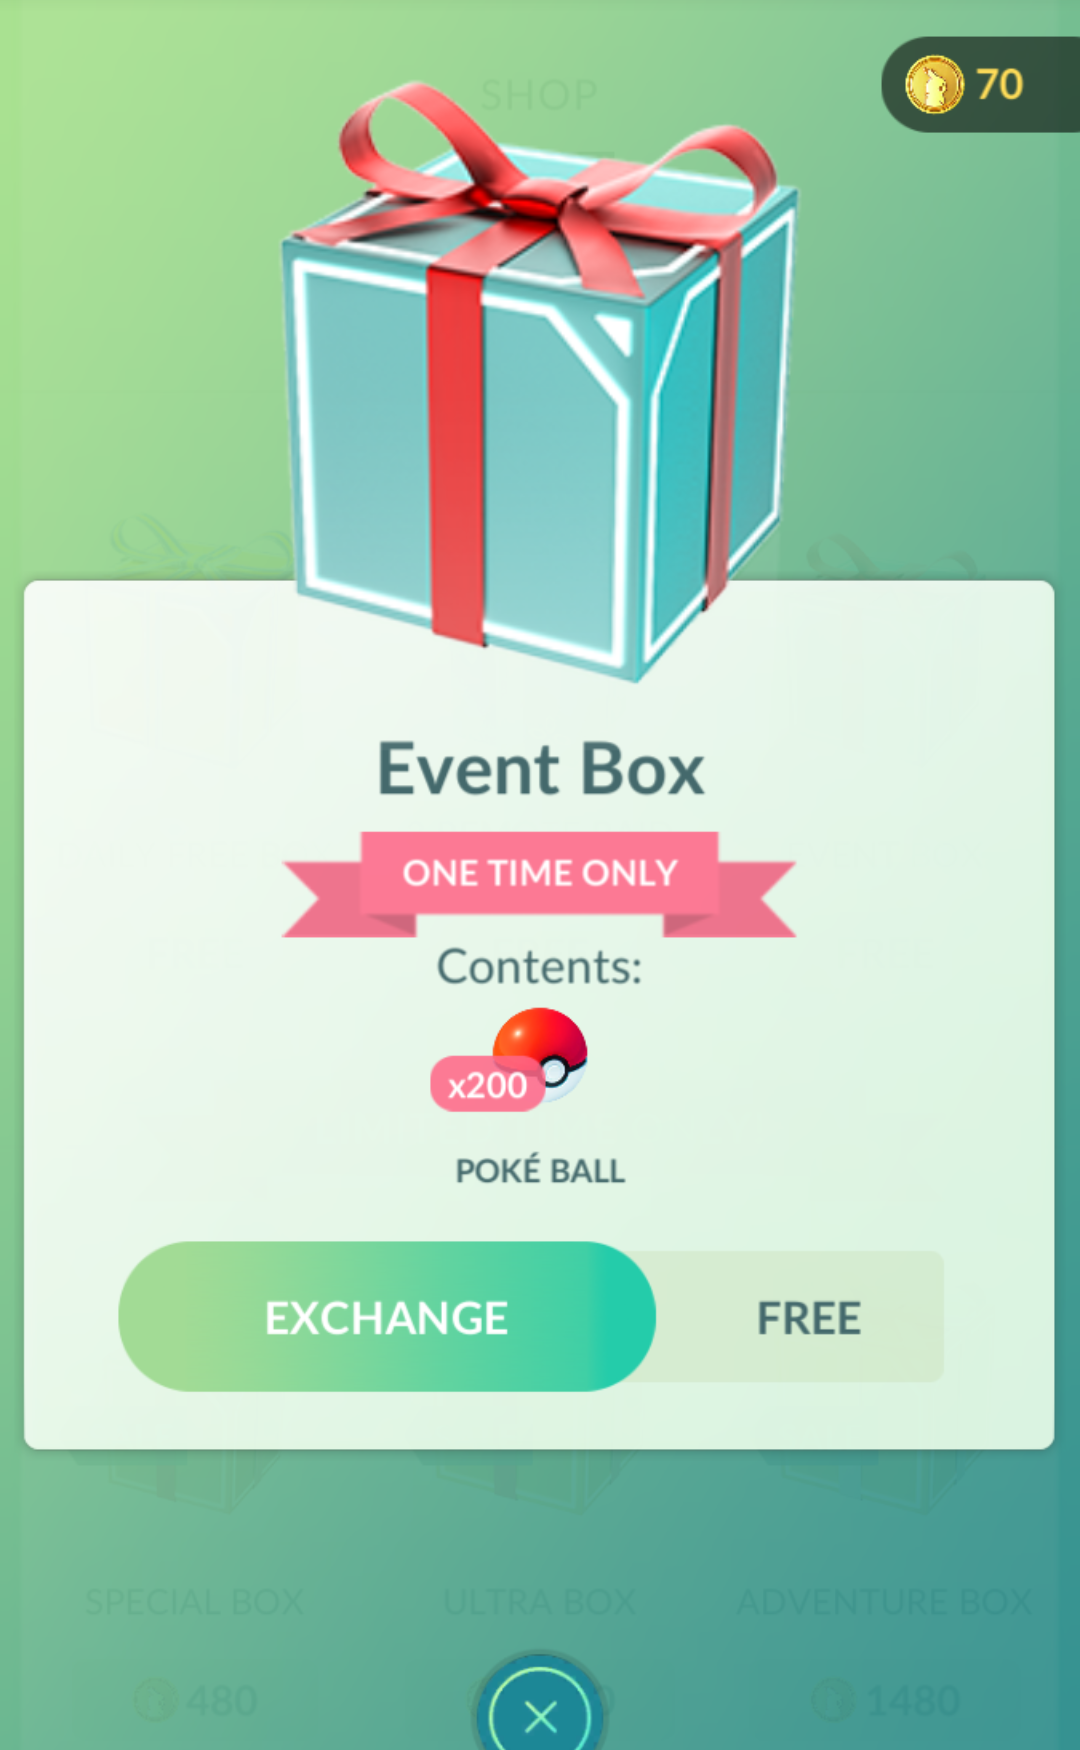 SHOP
70
Event Box
ONE TIME ONLY
Contents:
x200
POKÉ BALL
EXCHANGE
FREE
SPECIAL BOX
ULTRA BOX
ADVENTURE BOX
480
1480